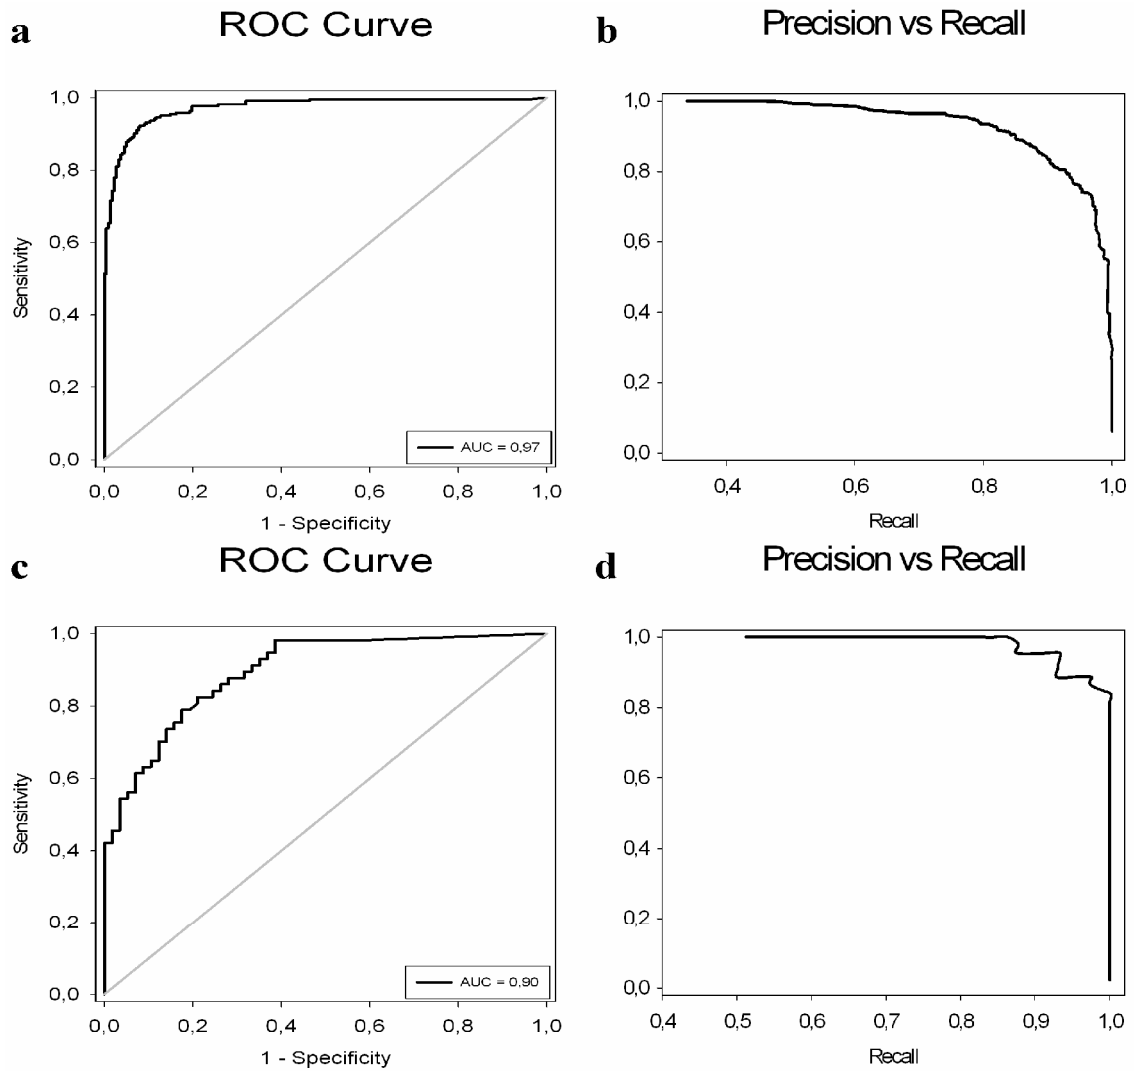 a
ROC Curve
1,0
0,8
0,6
0,4
0,2
0,0
Sensitivity
AUC = 0,97
0,0 0,2 0,4 0,6 0,8 1,0
1 - Specificity
b
Precision vs Recall
1,0
0,8
0,6
0,4
0,2
0,0
0,4 0,6 0,8 1,0
Recall
c
ROC Curve
1,0
0,8
0,6
0,4
0,2
0,0
Sensitivity
AUC = 0,90
0,0 0,2 0,4 0,6 0,8 1,0
1 - Specificity
d
Precision vs Recall
1,0
0,8
0,6
0,4
0,2
0,0
0,4 0,5 0,6 0,7 0,8 0,9 1,0
Recall